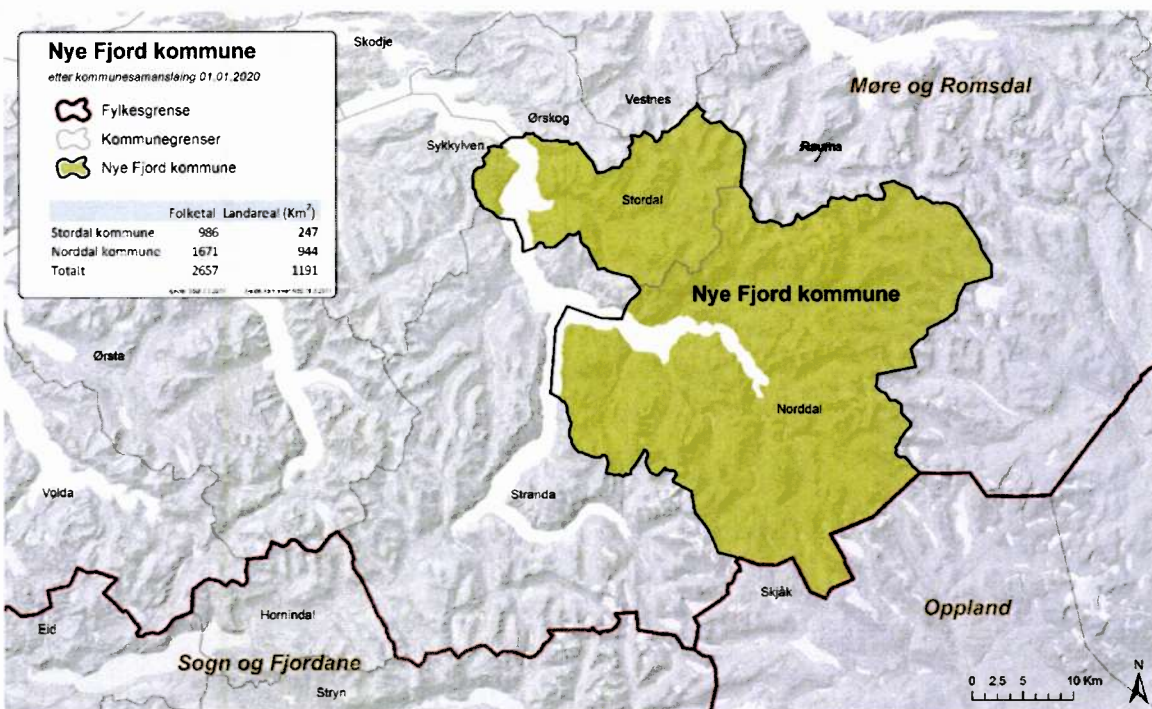 Nye Fjord kommune
etter kommunesamanslåing 01.01.2020
Fylkesgrense
Kommunegrenser
Nye Fjord kommune
Folketal Landareal (Km²)
Stordal kommune 986 247
Norddal kommune 1671 944
Totalt 2657 1191
Skodje
Møre og Romsdal
Vestnes
Ørskog
Sykkylven
Rauma
Stordal
Nye Fjord kommune
Ørsta
Norddal
Volda
Stranda
Skjåk
Oppland
Hornindal
Eid
Sogn og Fjordane
Stryn
N
0 2.5 5 10 Km